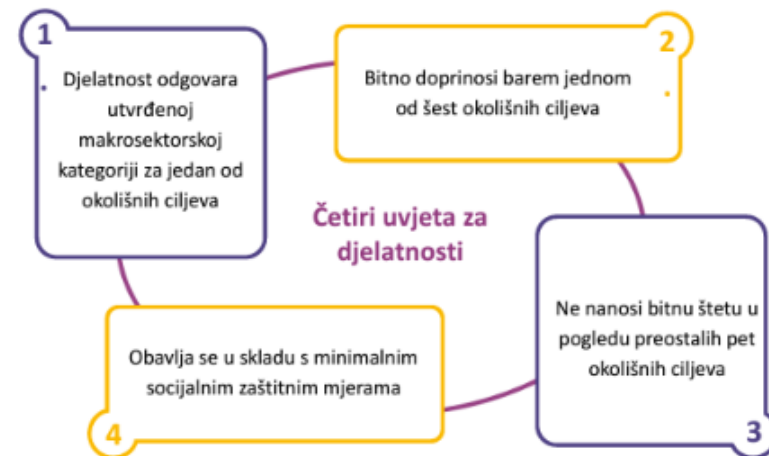 1
.
Djelatnost odgovara
utvrđenoj
makrosektorskoj
kategoriji za jedan od
okolišnih ciljeva
2
.
Bitno doprinosi barem jednom
od šest okolišnih ciljeva
Četiri uvjeta za
djelatnosti
Ne nanosi bitnu štetu u
pogledu preostalih pet
okolišnih ciljeva
3
Obavlja se u skladu s minimalnim
socijalnim zaštitnim mjerama
4